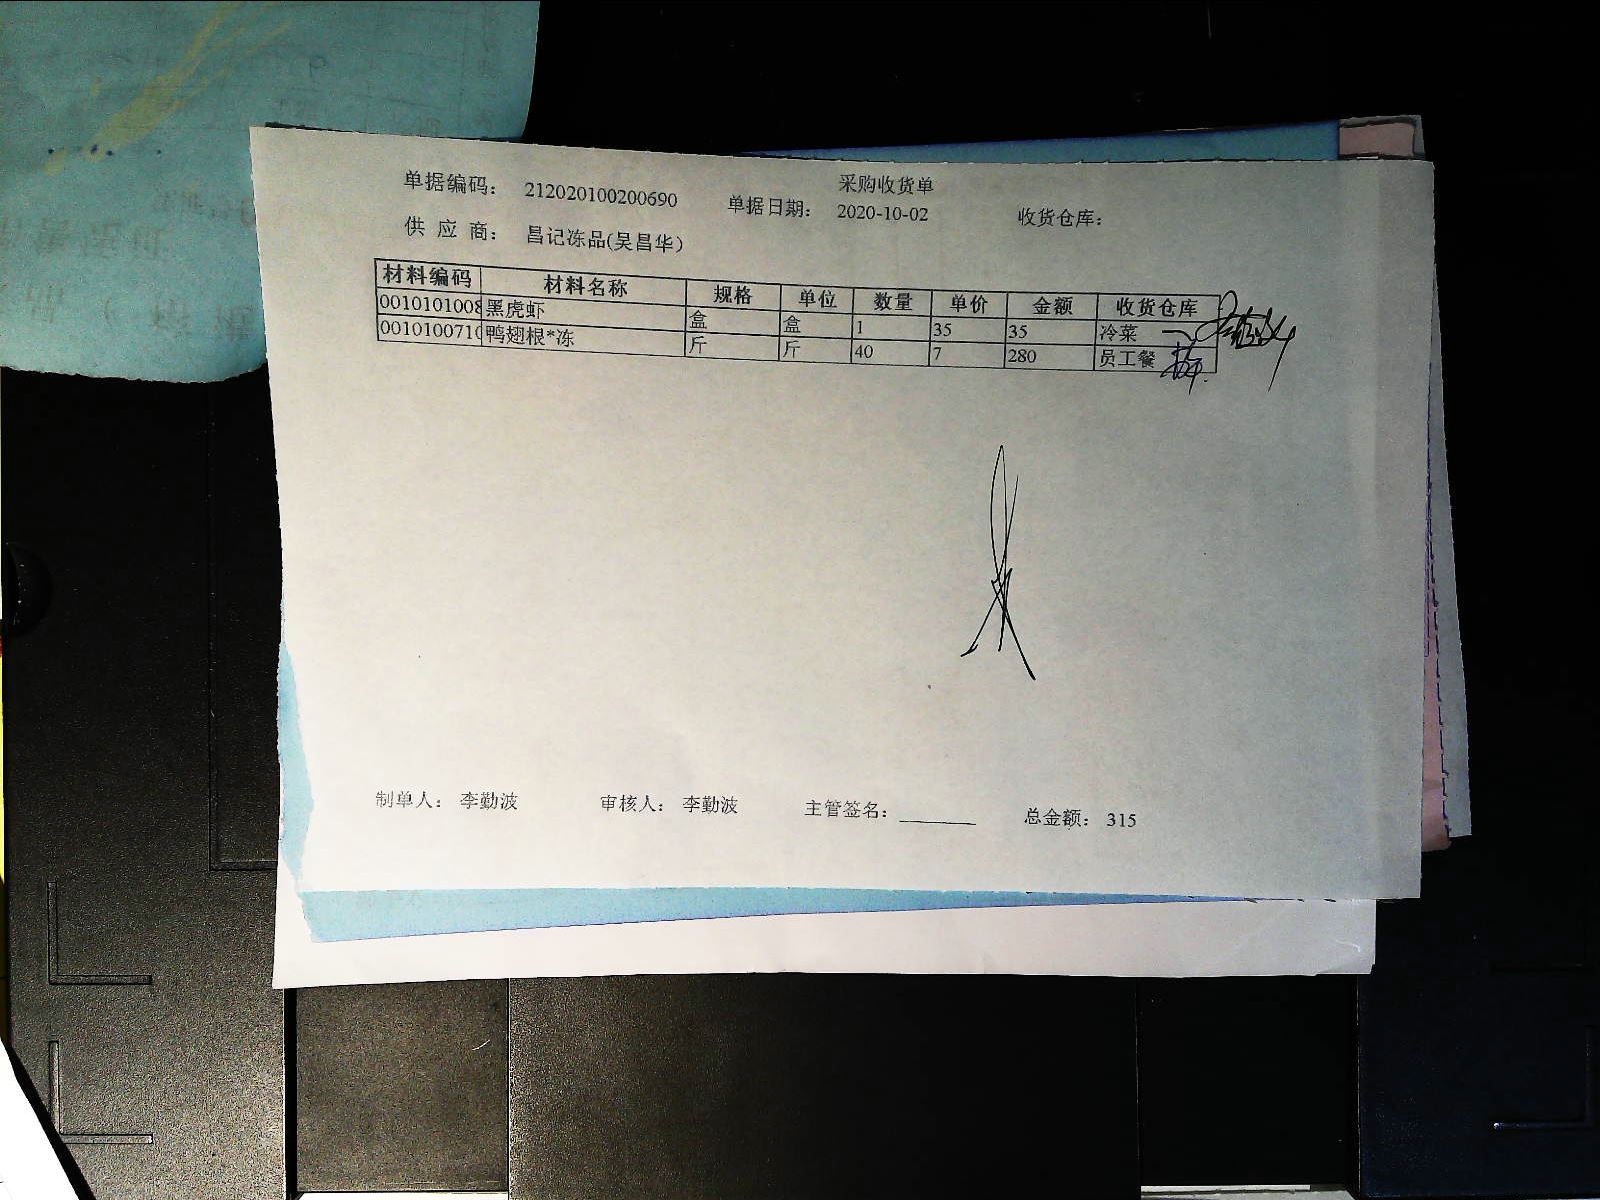 采购收货单
单据编码： 212020100200690 单据日期： 2020-10-02 收货仓库：
供 应 商： 昌记冻品(吴昌华)
材料编码 材料名称 规格 单位 数量 单价 金额 收货仓库
0010101008 黑虎虾 盒 盒 1 35 35 冷菜
001010071 鸭翅根*冻 斤 斤 40 7 280 员工餐
制单人： 李勤波 审核人： 李勤波 主管签名： 总金额： 315